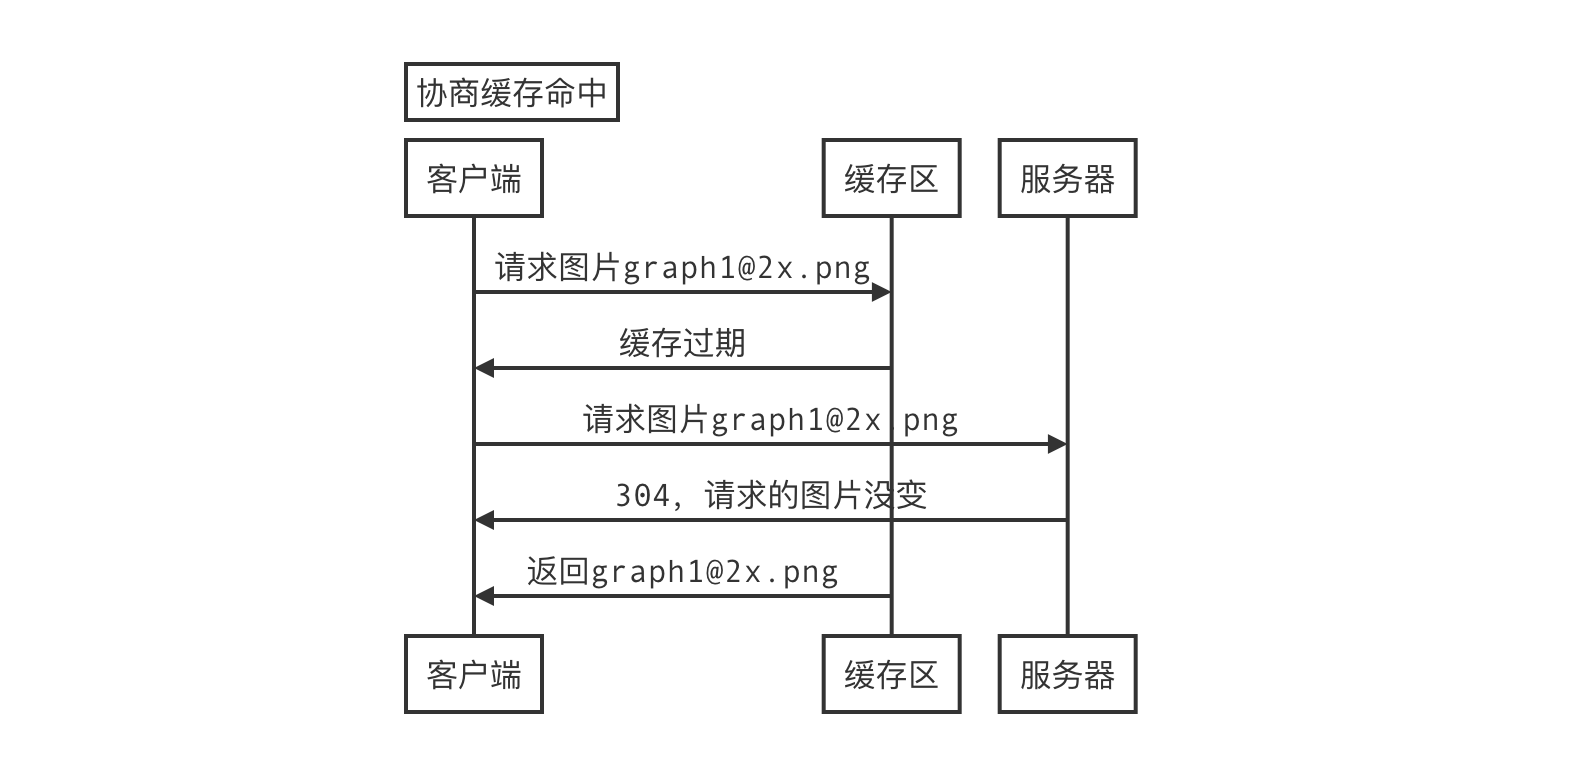 协商缓存命中
客户端
缓存区
服务器
请求图片graph1@2x.png
缓存过期
请求图片graph1@2x.png
304, 请求的图片没变
返回graph1@2x.png
客户端
缓存区
服务器